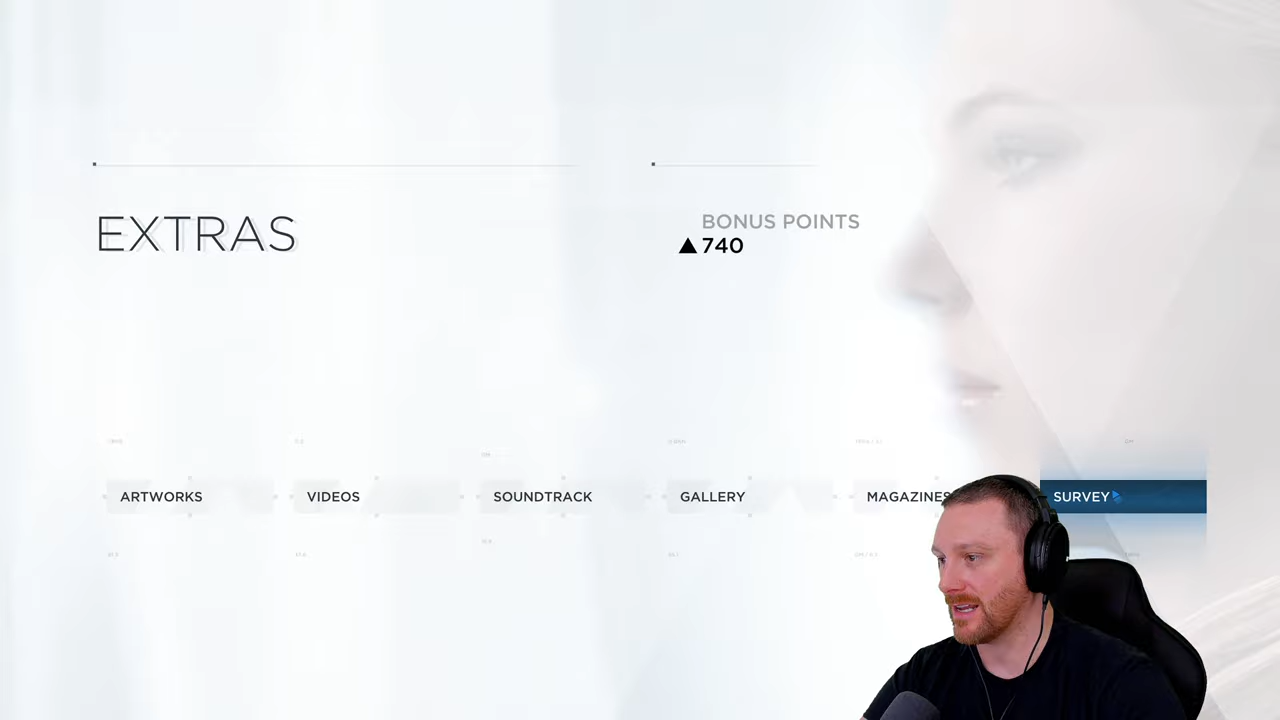 EXTRAS
BONUS POINTS
▲740
ARTWORKS
VIDEOS
SOUNDTRACK
GALLERY
MAGAZINES
SURVEY